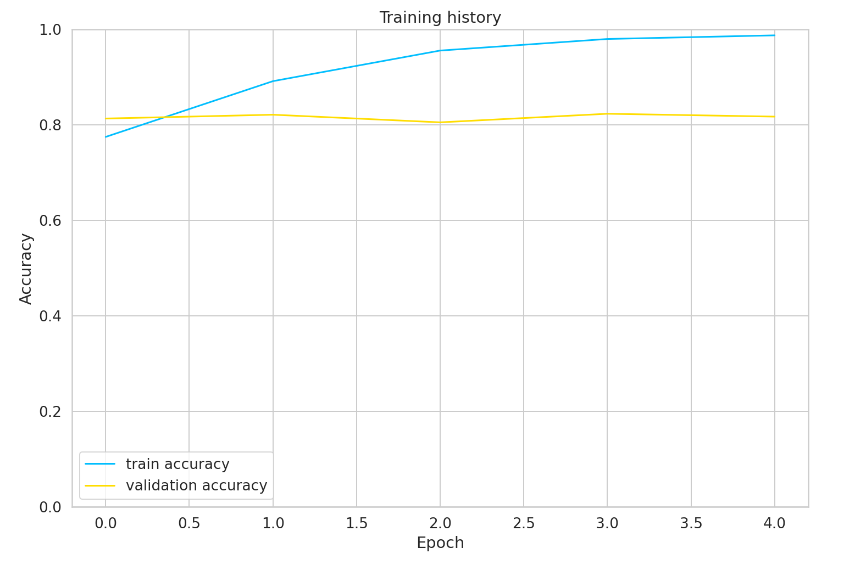 Training history
1.0
0.8
0.6
0.4
0.2
0.0
Accuracy
train accuracy
validation accuracy
0.0 0.5 1.0 1.5 2.0 2.5 3.0 3.5 4.0
Epoch